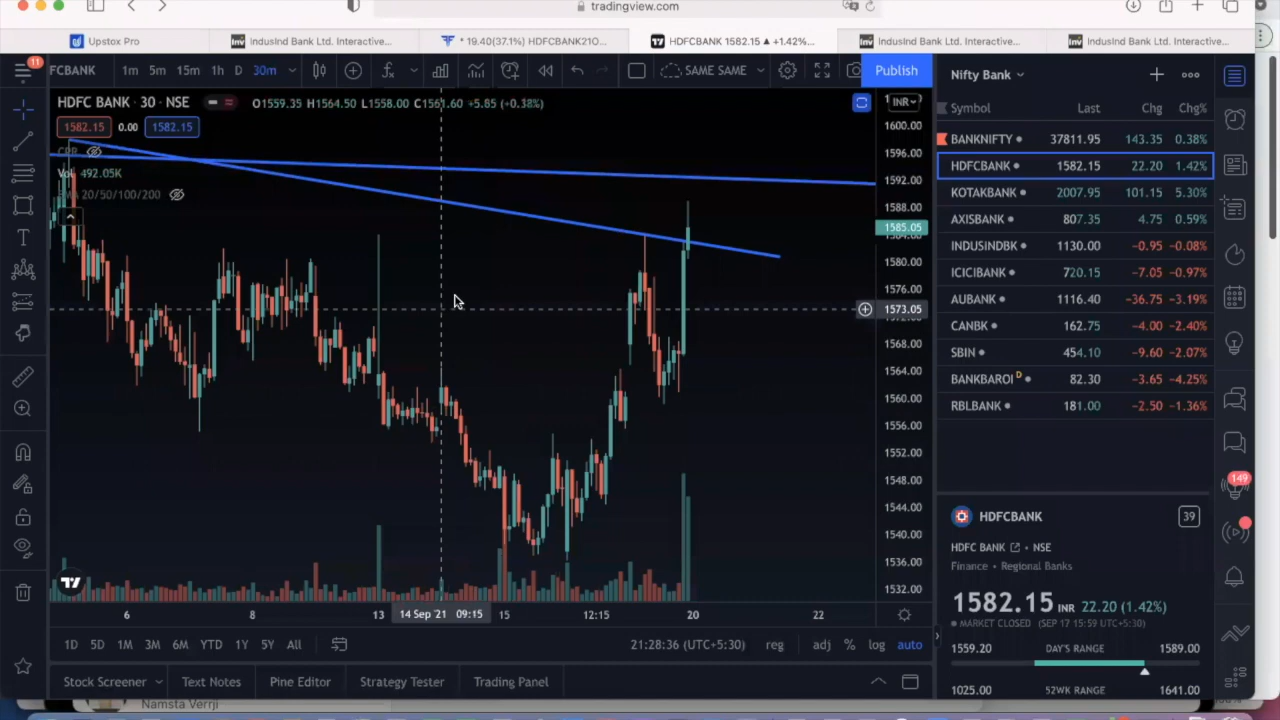 tradingview.com
Upstox Pro
IndusInd Bank Ltd. Interactive...
* 19.40(37.1%) HDFCBANK21O...
HDFCBANK 1582.15 ▲ +1.42%...
IndusInd Bank Ltd. Interactive...
IndusInd Bank Ltd. Interactive...
11
FCBANK
1m 5m 15m 1h D 30m
SAME SAME
Publish
HDFC BANK · 30 · NSE
O1559.35 H1564.50 L1558.00 C1561.60 +5.85 (+0.38%)
INR
1582.15 0.00 1582.15
CPR
Vol 492.05K
20/50/100/200
1600.00
1596.00
1592.00
1588.00
1585.05
1580.00
1576.00
1573.05
1568.00
1564.00
1560.00
1556.00
1552.00
1548.00
1544.00
1540.00
1536.00
1532.00
6 8 13 14 Sep '21 09:15 15 12:15 20 22
1D 5D 1M 3M 6M YTD 1Y 5Y All
21:28:36 (UTC+5:30) reg adj % log auto
Stock Screener Text Notes Pine Editor Strategy Tester Trading Panel
Namsta Verrji
Nifty Bank
Symbol Last Chg Chg%
BANKNIFTY 37811.95 143.35 0.38%
HDFCBANK 1582.15 22.20 1.42%
KOTAKBANK 2007.95 101.15 5.30%
AXISBANK 807.35 4.75 0.59%
INDUSINDBK 1130.00 −0.95 −0.08%
ICICIBANK 720.15 −7.05 −0.97%
AUBANK 1116.40 −36.75 −3.19%
CANBK 162.75 −4.00 −2.40%
SBIN 454.10 −9.60 −2.07%
BANKBAROI D 82.30 −3.65 −4.25%
RBLBANK 181.00 −2.50 −1.36%
HDFCBANK 39
HDFC BANK · NSE
Finance · Regional Banks
1582.15 INR 22.20 (1.42%)
MARKET CLOSED (SEP 17 15:59 UTC+5:30)
1559.20 DAY'S RANGE 1589.00
1025.00 52WK RANGE 1641.00
149